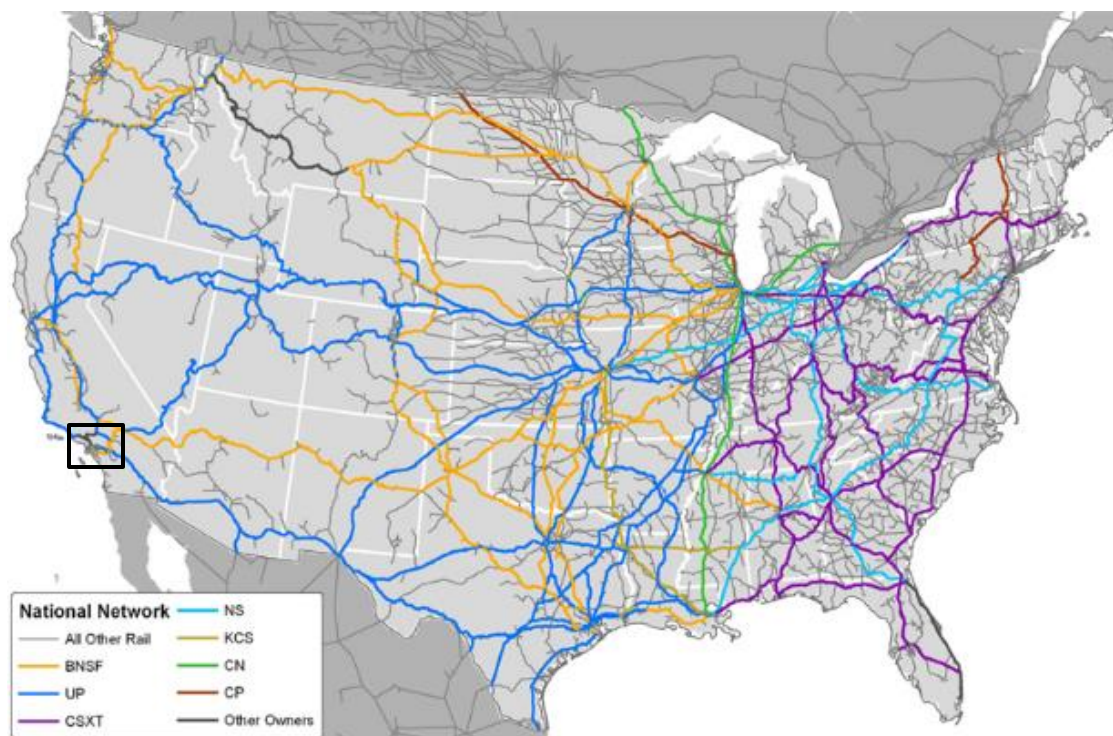 National Network
All Other Rail
BNSF
UP
CSXT
NS
KCS
CN
CP
Other Owners